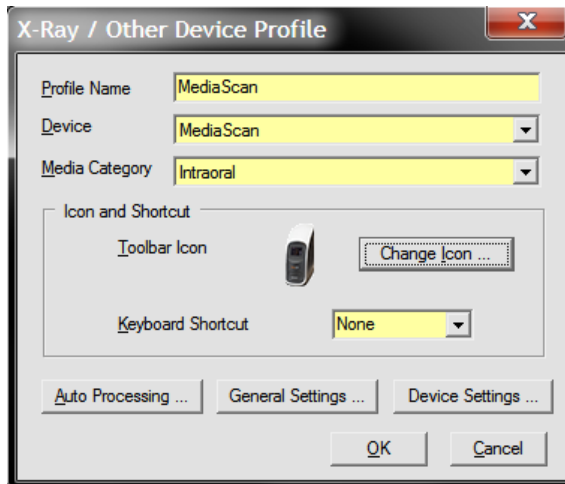 X-Ray / Other Device Profile
Profile Name MediaScan
Device MediaScan
Media Category Intraoral
Icon and Shortcut
Toolbar Icon Change Icon ...
Keyboard Shortcut None
Auto Processing ... General Settings ... Device Settings ...
OK Cancel